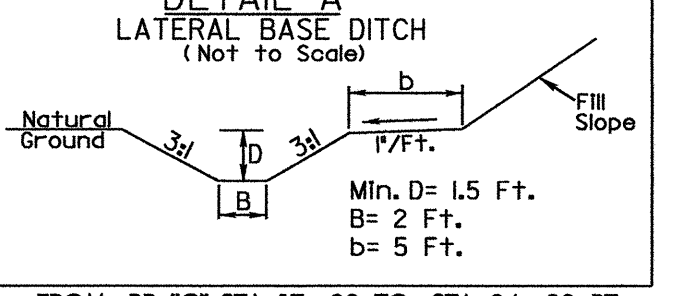 DETAIL A
LATERAL BASE DITCH
(Not to Scale)
b
Natural
Ground
3:1
D
3:1
1"/Ft.
Fill
Slope
B
Min. D= 1.5 Ft.
B= 2 Ft.
b= 5 Ft.